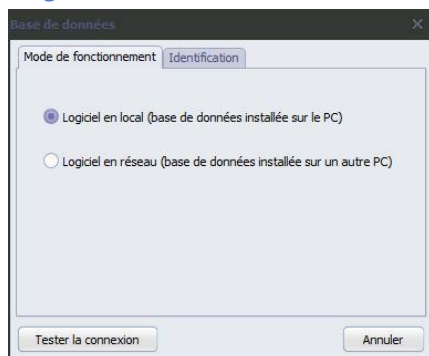 Base de données
Mode de fonctionnement
Identification
Logiciel en local (base de données installée sur le PC)
Logiciel en réseau (base de données installée sur un autre PC)
Tester la connexion
Annuler